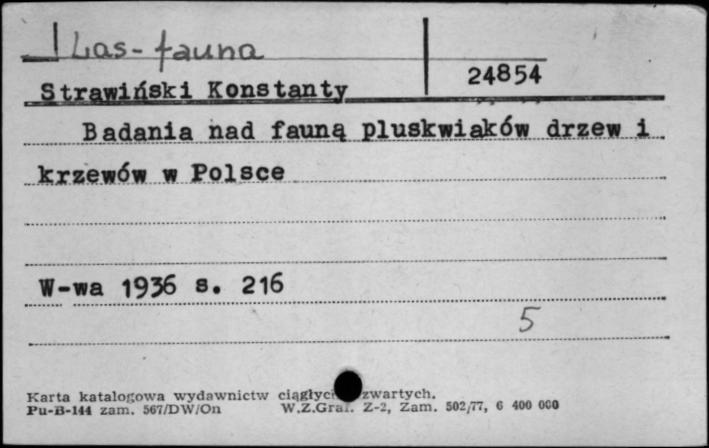 Las-fauna
24854
Strawiński Konstanty
Badania nad fauną pluskwiaków drzew i
krzewów w Polsce
W-wa 1936 s. 216
5
Karta katalogowa wydawnictw zwartych.
Pu-B-144 zam. 567/DW/On W.Z.Graf. Z-2, Zam. 502/77, 6 400 000